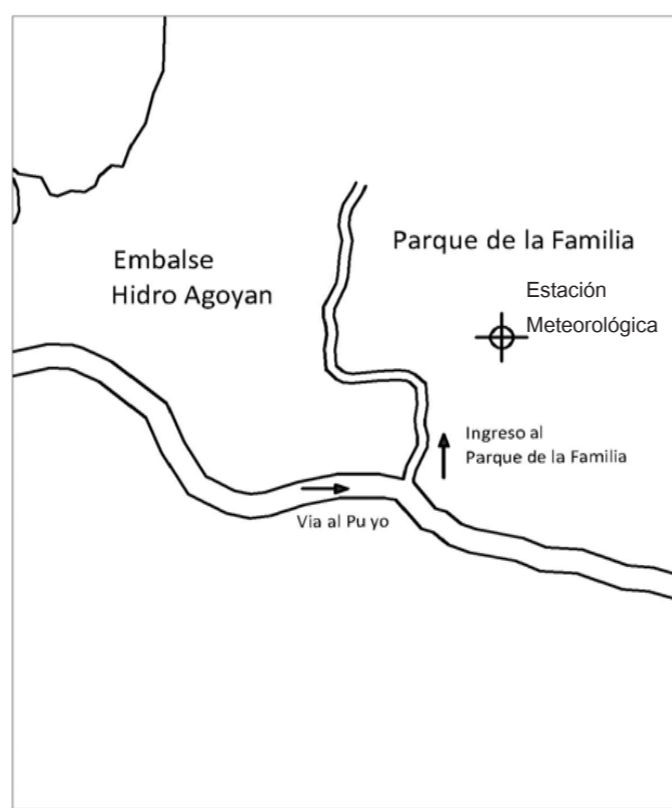 Parque de la Familia
Embalse
Hidro Agoyan
Estación
Meteorológica
Ingreso al
Parque de la Familia
Via al Pu yo